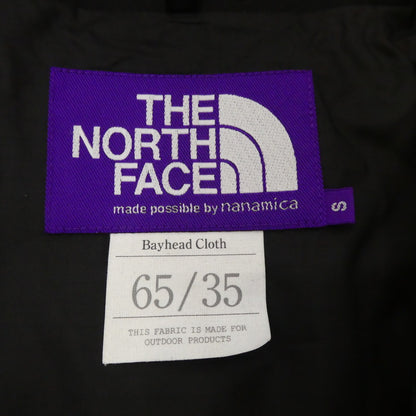 THE
NORTH
FACE
made possible by nanamica
S
Bayhead Cloth
65/35
THIS FABRIC IS MADE FOR
OUTDOOR PRODUCTS